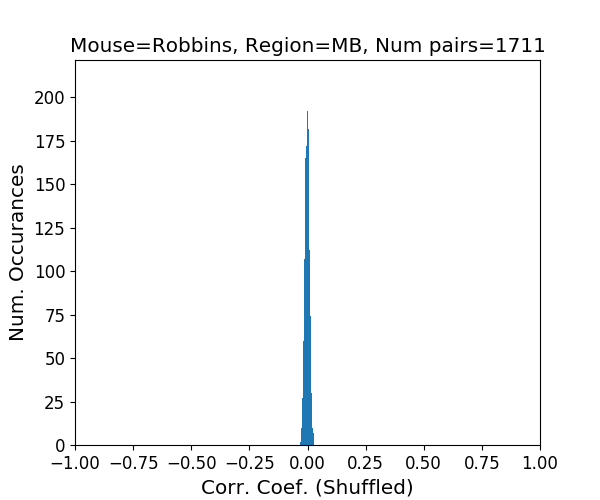 Mouse=Robbins, Region=MB, Num pairs=1711
Num. Occurances
200
175
150
125
100
75
50
25
0
−1.00 −0.75 −0.50 −0.25 0.00 0.25 0.50 0.75 1.00
Corr. Coef. (Shuffled)